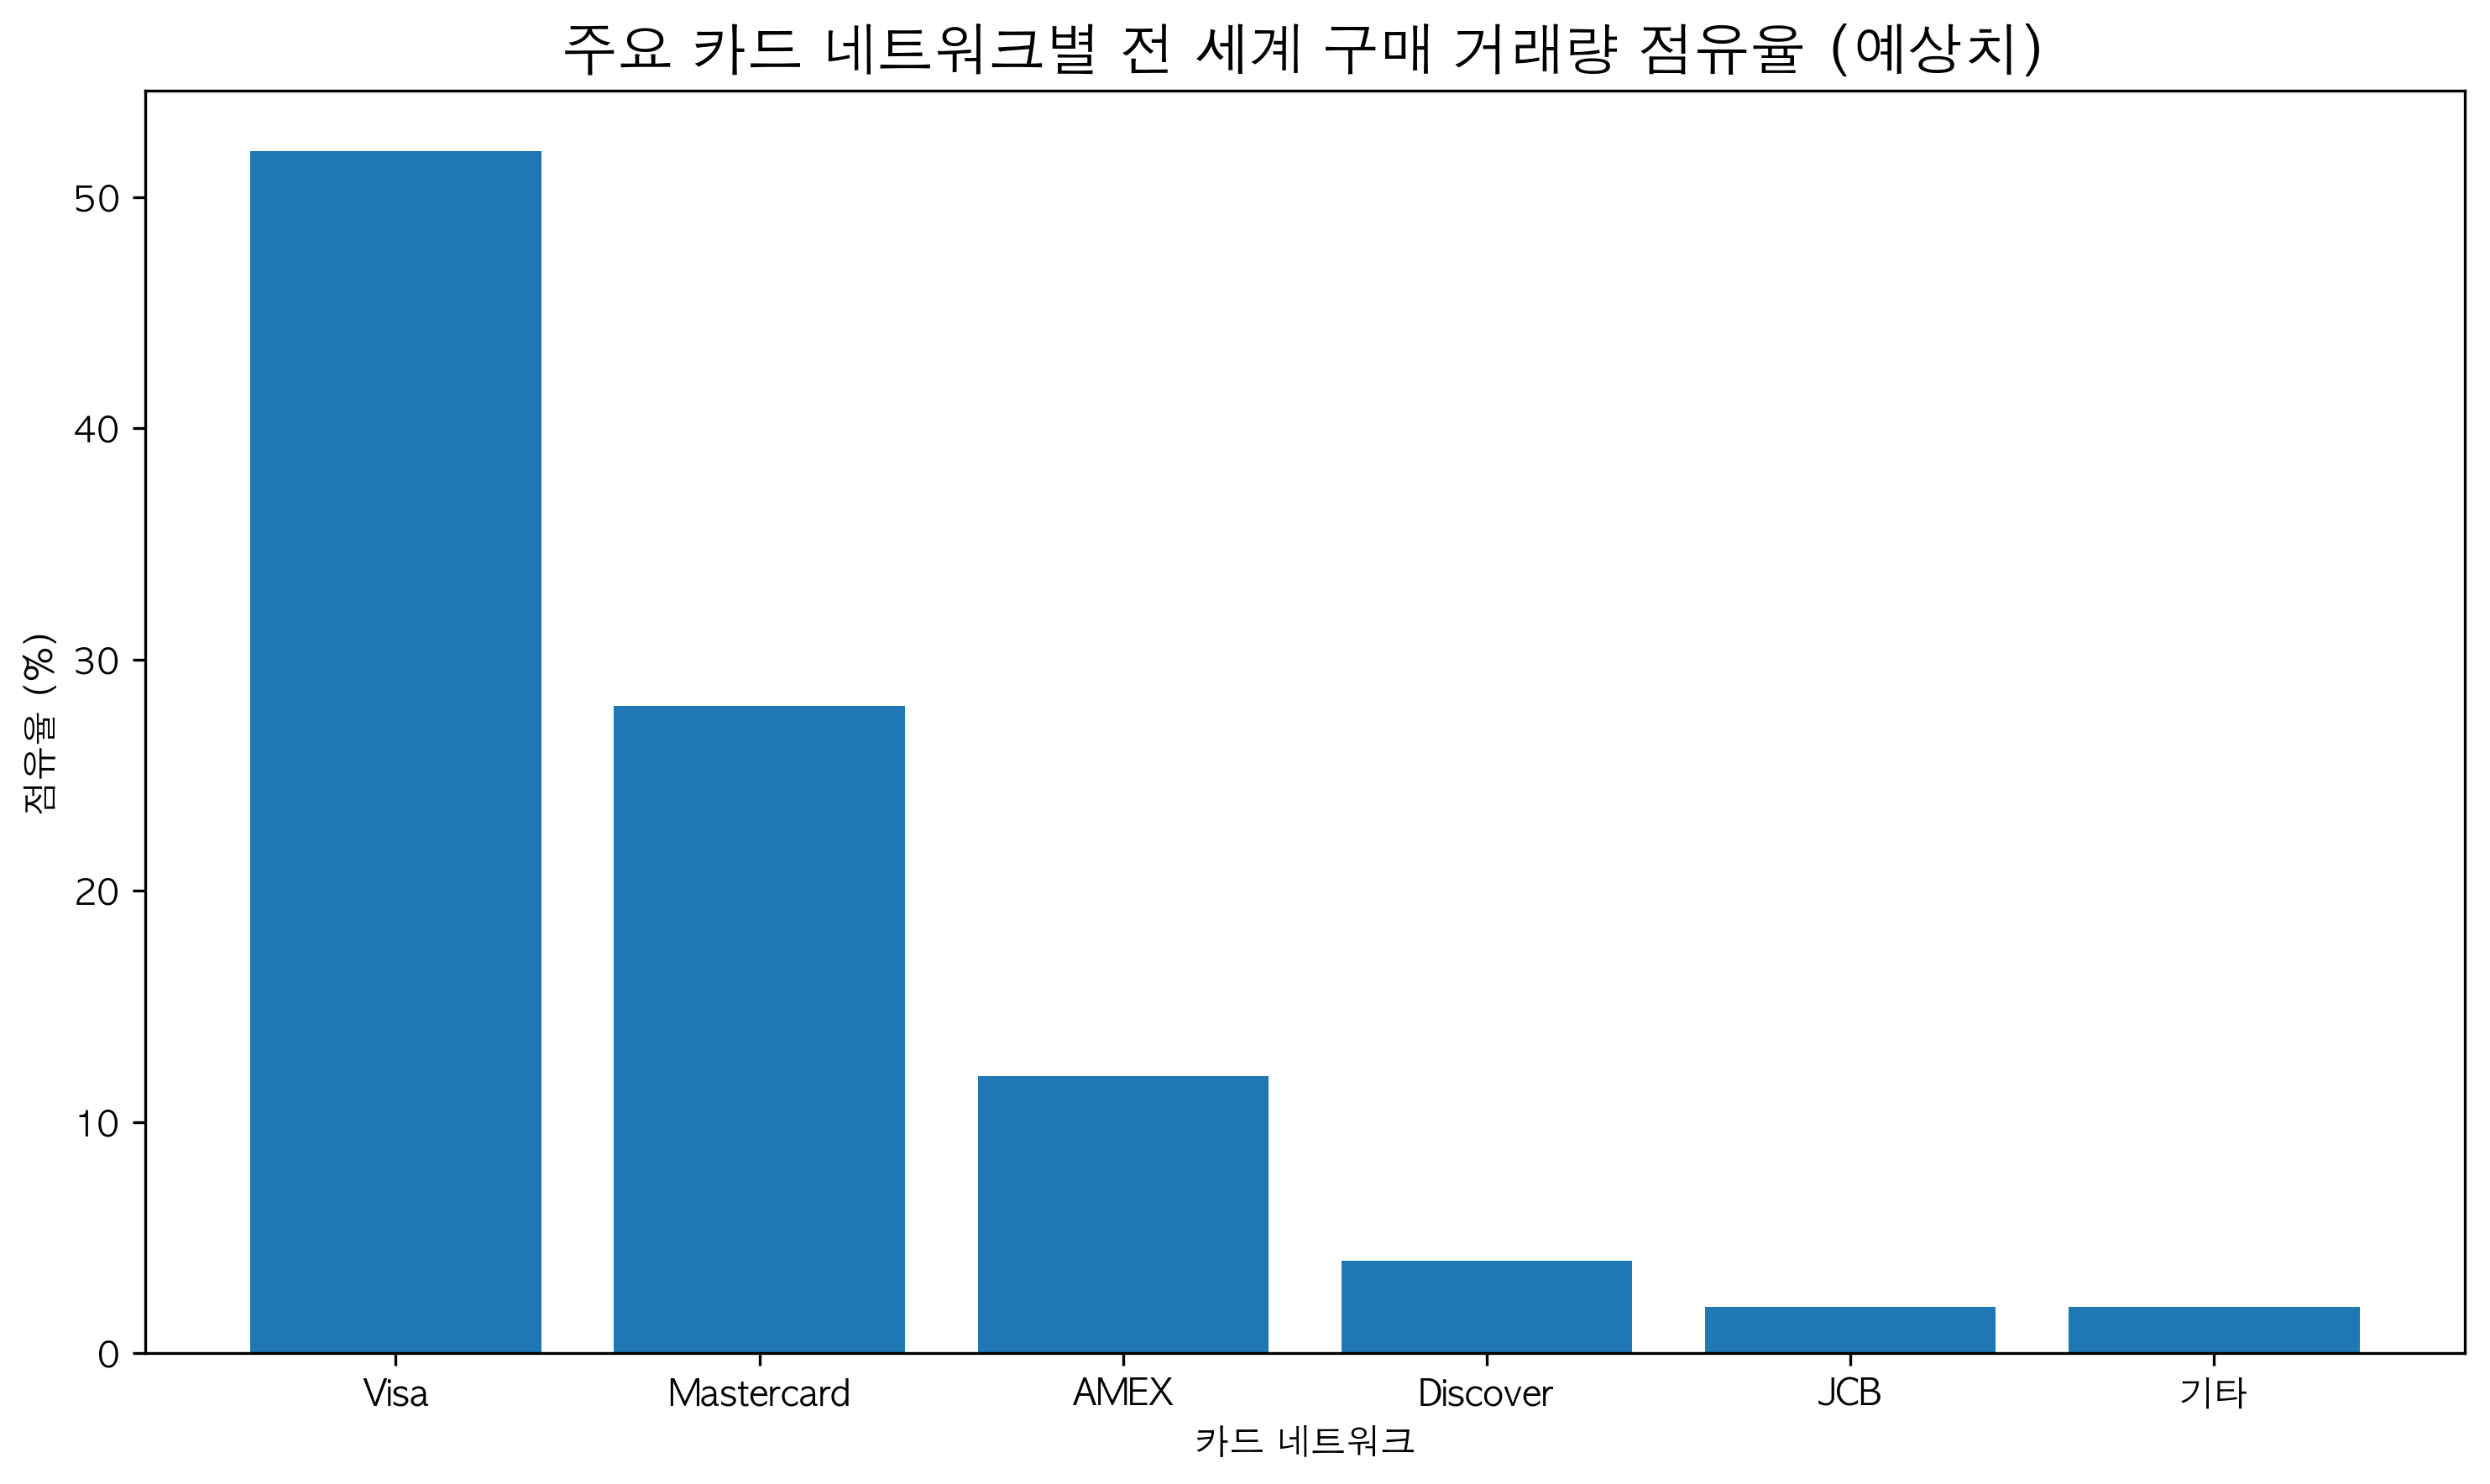 주요 카드 네트워크별 전 세계 구매 거래량 점유율 (예상치)
점유율 (%)
50
40
30
20
10
0
Visa
Mastercard
AMEX
Discover
JCB
기타
카드 네트워크